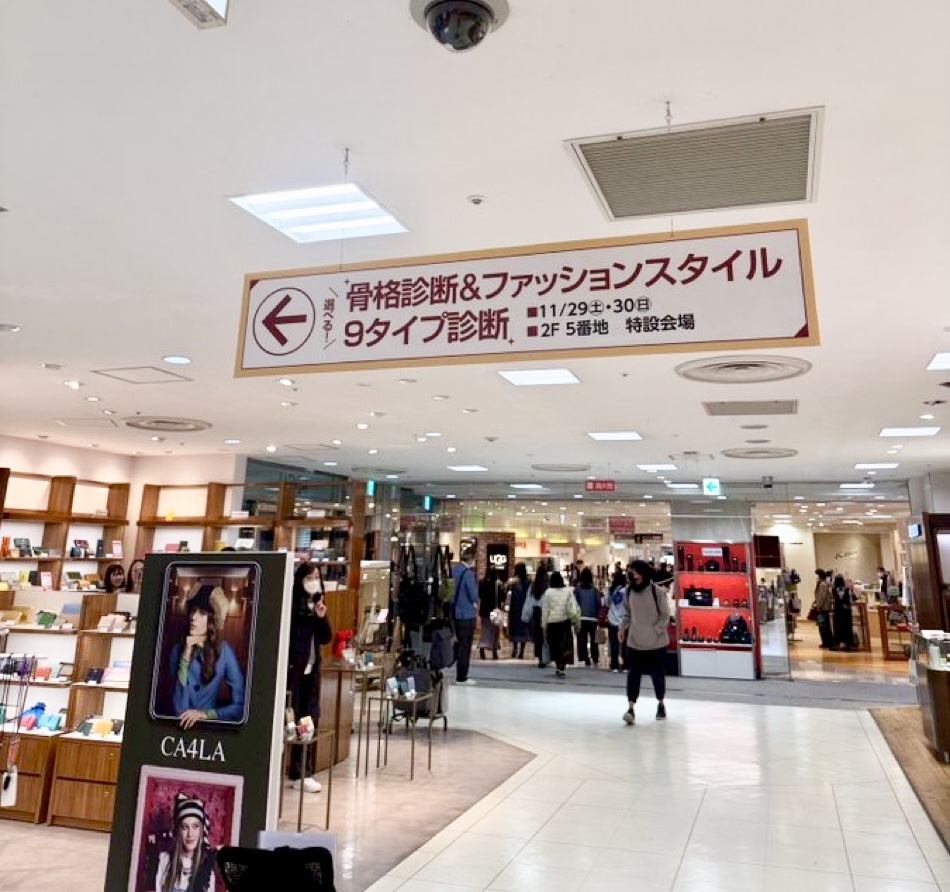 選べる!
骨格診断&ファッションスタイル
9タイプ診断
■11/29㊏・30㊐
■2F 5番地 特設会場
UGG
CA4LA